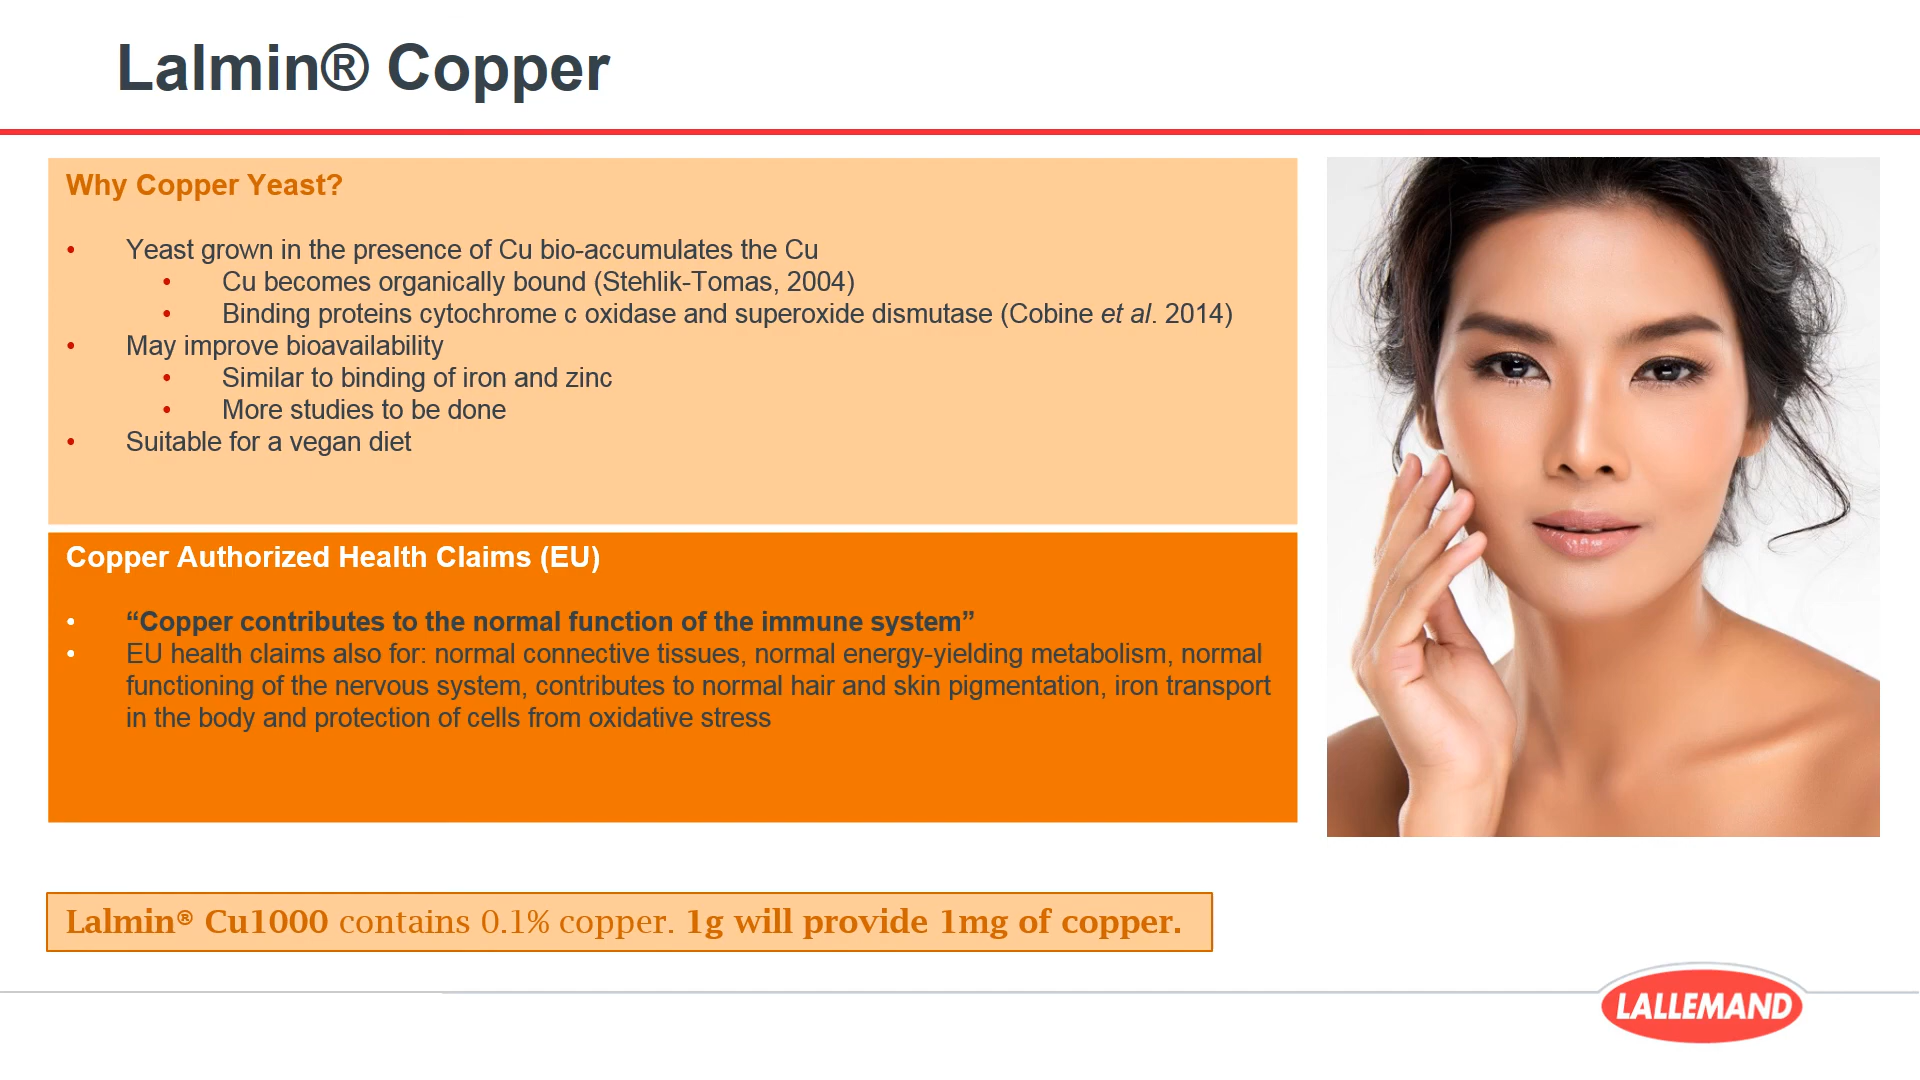 Lalmin® Copper
Why Copper Yeast?
• Yeast grown in the presence of Cu bio-accumulates the Cu
• Cu becomes organically bound (Stehlik-Tomas, 2004)
• Binding proteins cytochrome c oxidase and superoxide dismutase (Cobine et al. 2014)
• May improve bioavailability
• Similar to binding of iron and zinc
• More studies to be done
• Suitable for a vegan diet
Copper Authorized Health Claims (EU)
• “Copper contributes to the normal function of the immune system”
• EU health claims also for: normal connective tissues, normal energy-yielding metabolism, normal
functioning of the nervous system, contributes to normal hair and skin pigmentation, iron transport
in the body and protection of cells from oxidative stress
Lalmin® Cu1000 contains 0.1% copper. 1g will provide 1mg of copper.
LALLEMAND